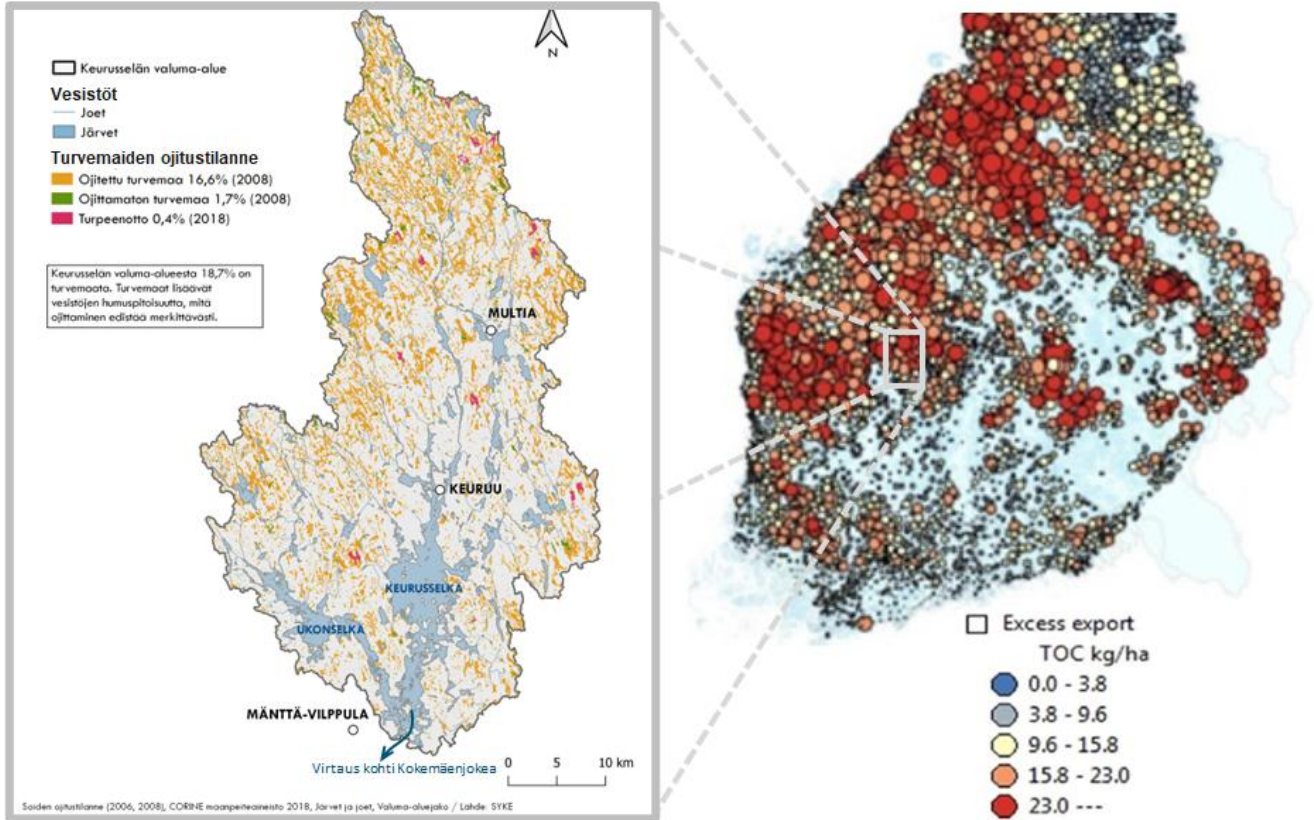 N
Keurusselän valuma-alue
Vesistöt
Joet
Järvet
Turvemaiden ojitustilanne
Ojitettu turvemaa 16,6% (2008)
Ojittamaton turvemaa 1,7% (2008)
Turpeenotto 0,4% (2018)
Keurusselän valuma-alueesta 18,7% on
turvemaata. Turvemaat lisäävät
vesistöjen humuspitoisuutta, mitä
ojittaminen edistää merkittävästi.
MULTIA
KEURUU
KEURUSSELKÄ
UKONSELKÄ
MÄNTTÄ-VILPPULA
Virtaus kohti Kokemäenjokea
0 5 10 km
Soiden ojitustilanne (2006, 2008), CORINE maanpeiteaineisto 2018, Järvet ja joet, Valuma-aluejako / Lähde: SYKE
Excess export
TOC kg/ha
0.0 - 3.8
3.8 - 9.6
9.6 - 15.8
15.8 - 23.0
23.0 ---